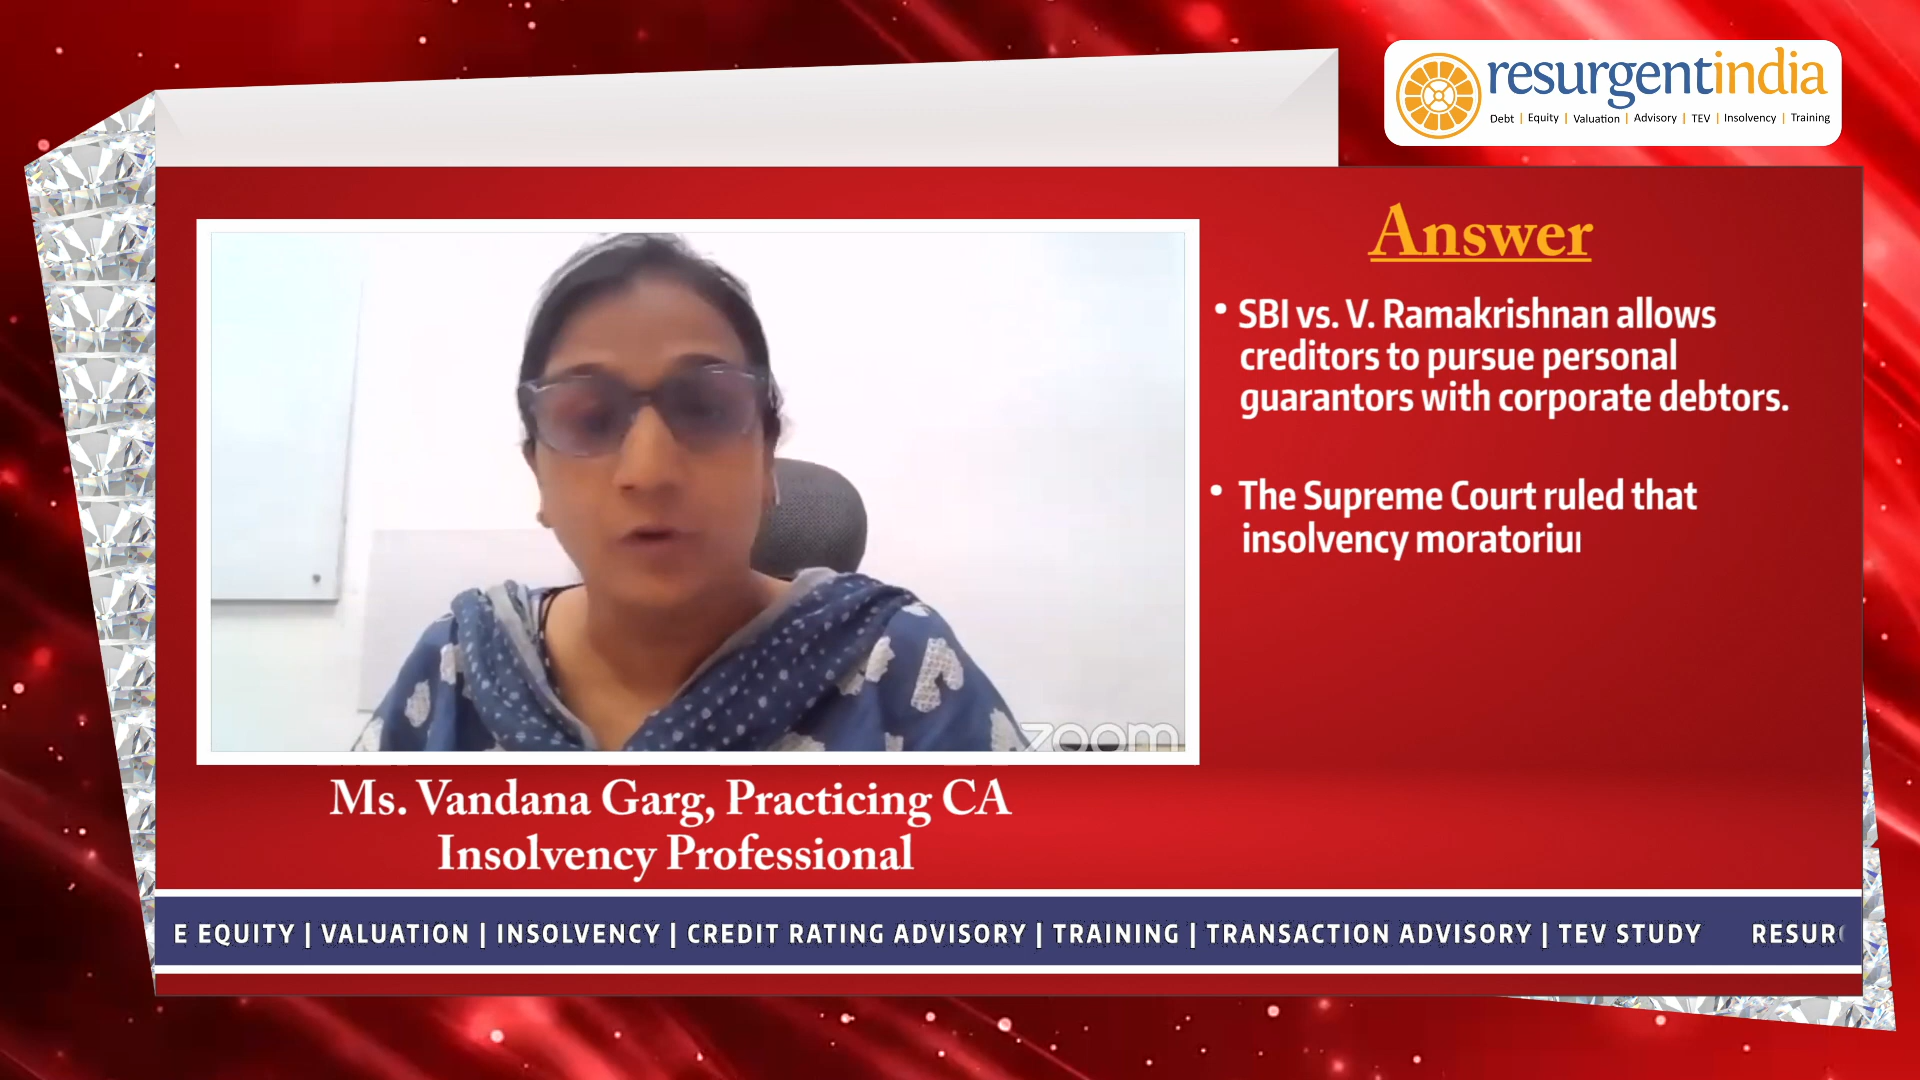 resurgentindia
Debt | Equity | Valuation | Advisory | TEV | Insolvency | Training
Answer
• SBI vs. V. Ramakrishnan allows
creditors to pursue personal
guarantors with corporate debtors.
• The Supreme Court ruled that
insolvency moratoriu
zoom
Ms. Vandana Garg, Practicing CA
Insolvency Professional
E EQUITY | VALUATION | INSOLVENCY | CREDIT RATING ADVISORY | TRAINING | TRANSACTION ADVISORY | TEV STUDY RESUR